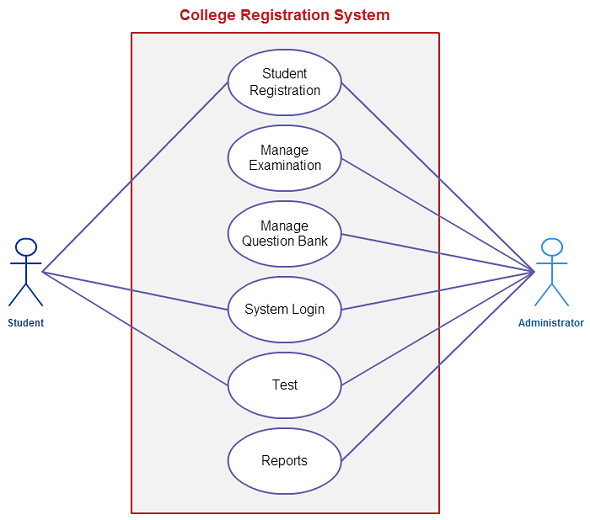 College Registration System
Student
Registration
Manage
Examination
Manage
Question Bank
System Login
Student
Administrator
Test
Reports